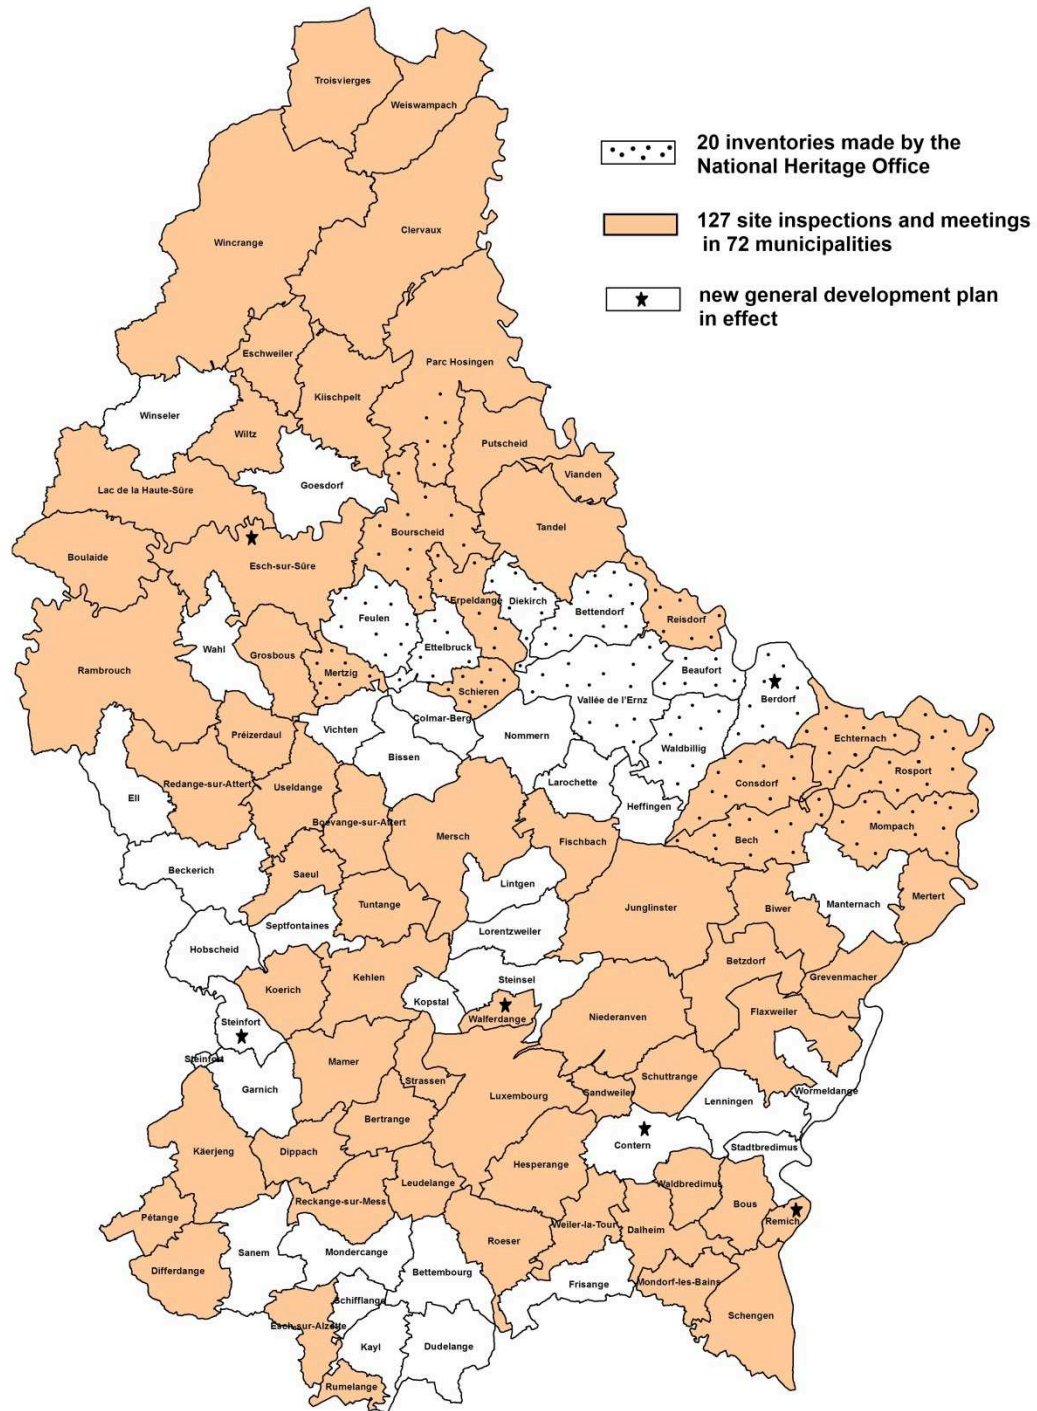 Troisvierges
Weiswampach
20 inventories made by the
National Heritage Office
127 site inspections and meetings
in 72 municipalities
new general development plan
in effect
Wincrange
Clervaux
Eschweiler
Parc Hosingen
Kiischpelt
Winseler
Wiltz
Putscheid
Vianden
Lac de la Haute-Sûre
Goesdorf
Tandel
Bourscheid
Boulaide
Esch-sur-Sûre
Erpeldange
Diekirch
Bettendorf
Feulen
Reisdorf
Ettelbruck
Wahl
Grosbous
Rambrouch
Mertzig
Beaufort
Schieren
Vallée de l'Ernz
Berdorf
Colmar-Berg
Vichten
Préizerdaul
Nommern
Echternach
Waldbillig
Bissen
Rosport
Redange-sur-Attert
Useldange
Larochette
Consdorf
Ell
Heffingen
Boevange-sur-Attert
Mersch
Mompach
Fischbach
Bech
Beckerich
Saeul
Lintgen
Tuntange
Junglinster
Biwer
Manternach
Mertert
Septfontaines
Lorentzweiler
Hobscheid
Betzdorf
Kehlen
Steinsel
Grevenmacher
Koerich
Kopstal
Flaxweiler
Steinfort
Walferdange
Niederanven
Steinfort
Mamer
Strassen
Schuttrange
Garnich
Sandweiler
Wormeldange
Luxembourg
Lenningen
Bertrange
Contern
Stadtbredimus
Käerjeng
Dippach
Hesperange
Leudelange
Waldbredimus
Reckange-sur-Mess
Bous
Pétange
Remich
Weiler-la-Tour
Dalheim
Roeser
Sanem
Mondercange
Differdange
Bettembourg
Frisange
Mondorf-les-Bains
Schifflange
Schengen
Esch-sur-Alzette
Kayl
Dudelange
Rumelange